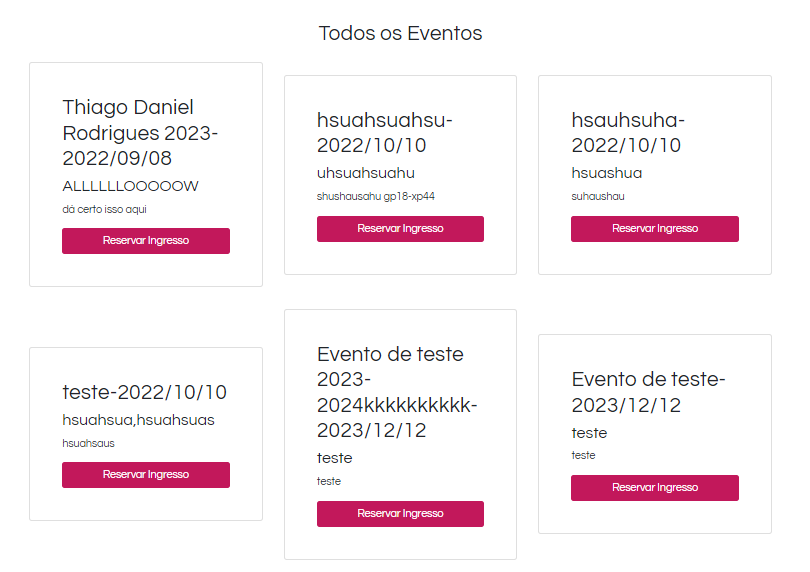 Todos os Eventos
Thiago Daniel
Rodrigues 2023-
2022/09/08
ALLLLLLOOOOOW
dá certo isso aqui
Reservar Ingresso
hsuahsuahsu-
2022/10/10
uhsuahsuahu
shushausahu gp18-xp44
Reservar Ingresso
hsauhsuha-
2022/10/10
hsuashua
suhaushau
Reservar Ingresso
teste-2022/10/10
hsuahsua,hsuahsuas
hsuahsaus
Reservar Ingresso
Evento de teste
2023-
2024kkkkkkkkkk-
2023/12/12
teste
teste
Reservar Ingresso
Evento de teste-
2023/12/12
teste
teste
Reservar Ingresso